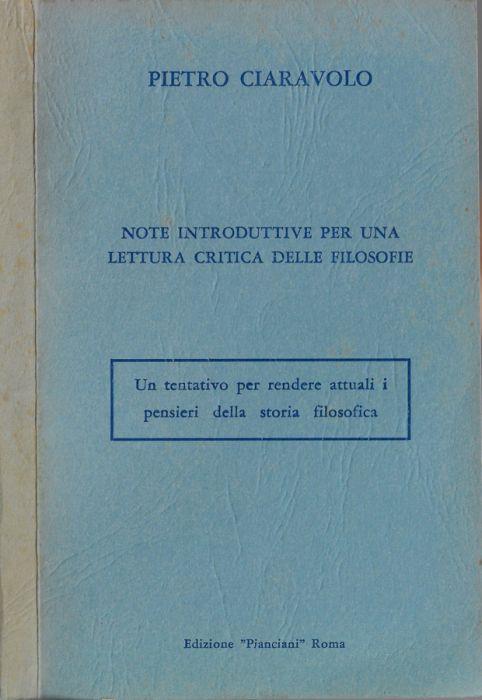 PIETRO CIARAVOLO
NOTE INTRODUTTIVE PER UNA
LETTURA CRITICA DELLE FILOSOFIE
Un tentativo per rendere attuali i
pensieri della storia filosofica
Edizione "Pianciani" Roma